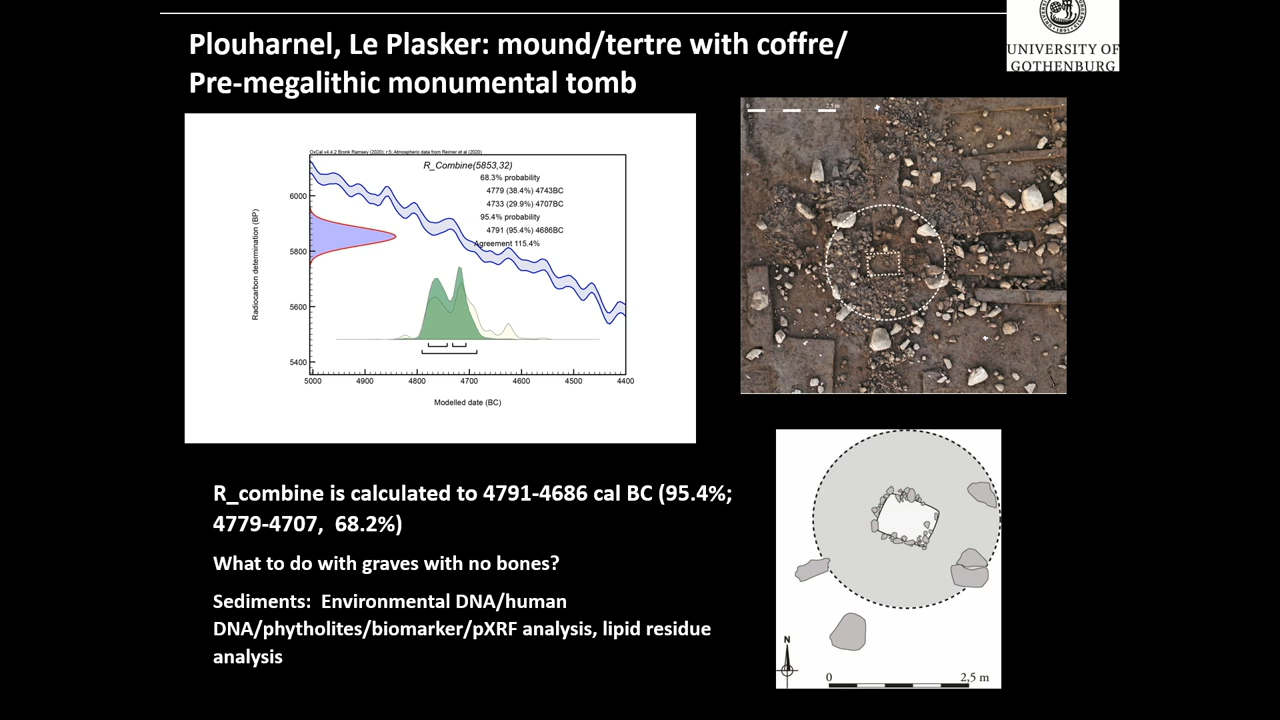 Plouharnel, Le Plasker: mound/tertre with coffre/
Pre-megalithic monumental tomb
UNIVERSITY OF
GOTHENBURG
OxCal v4.4.2 Bronk Ramsey (2020); r:5; Atmospheric data from Reimer et al (2020)
R_Combine(5853,32)
68.3% probability
4779 (38.4%) 4743BC
4733 (29.9%) 4707BC
95.4% probability
4791 (95.4%) 4686BC
Agreement 115.4%
Radiocarbon determination (BP)
6000
5800
5600
5400
5000 4900 4800 4700 4600 4500 4400
Modelled date (BC)
0 2,5 m
R_combine is calculated to 4791-4686 cal BC (95.4%;
4779-4707, 68.2%)
What to do with graves with no bones?
Sediments: Environmental DNA/human
DNA/phytholites/biomarker/pXRF analysis, lipid residue
analysis
N
0 2,5 m